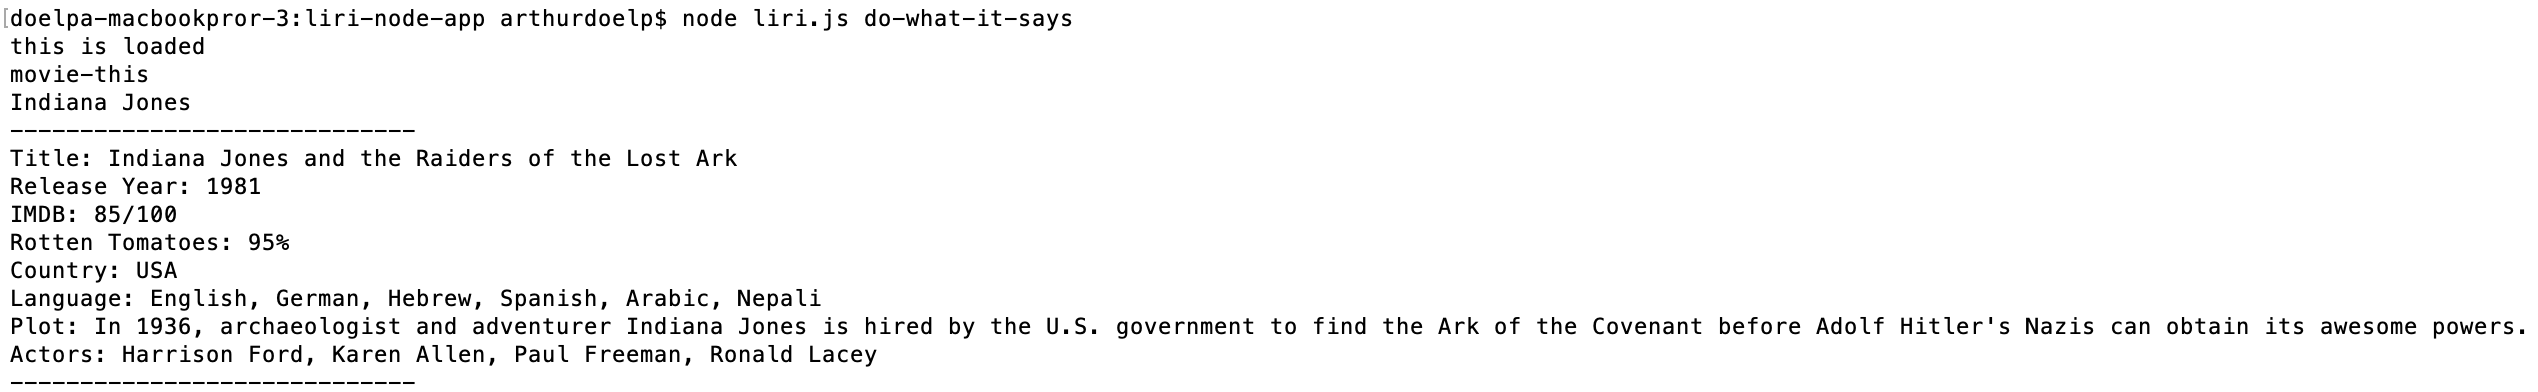 [doelpa-macbookpror-3:liri-node-app arthurdoelp$ node liri.js do-what-it-says
this is loaded
movie-this
Indiana Jones
-----------------------------
Title: Indiana Jones and the Raiders of the Lost Ark
Release Year: 1981
IMDB: 85/100
Rotten Tomatoes: 95%
Country: USA
Language: English, German, Hebrew, Spanish, Arabic, Nepali
Plot: In 1936, archaeologist and adventurer Indiana Jones is hired by the U.S. government to find the Ark of the Covenant before Adolf Hitler's Nazis can obtain its awesome powers.
Actors: Harrison Ford, Karen Allen, Paul Freeman, Ronald Lacey
-----------------------------